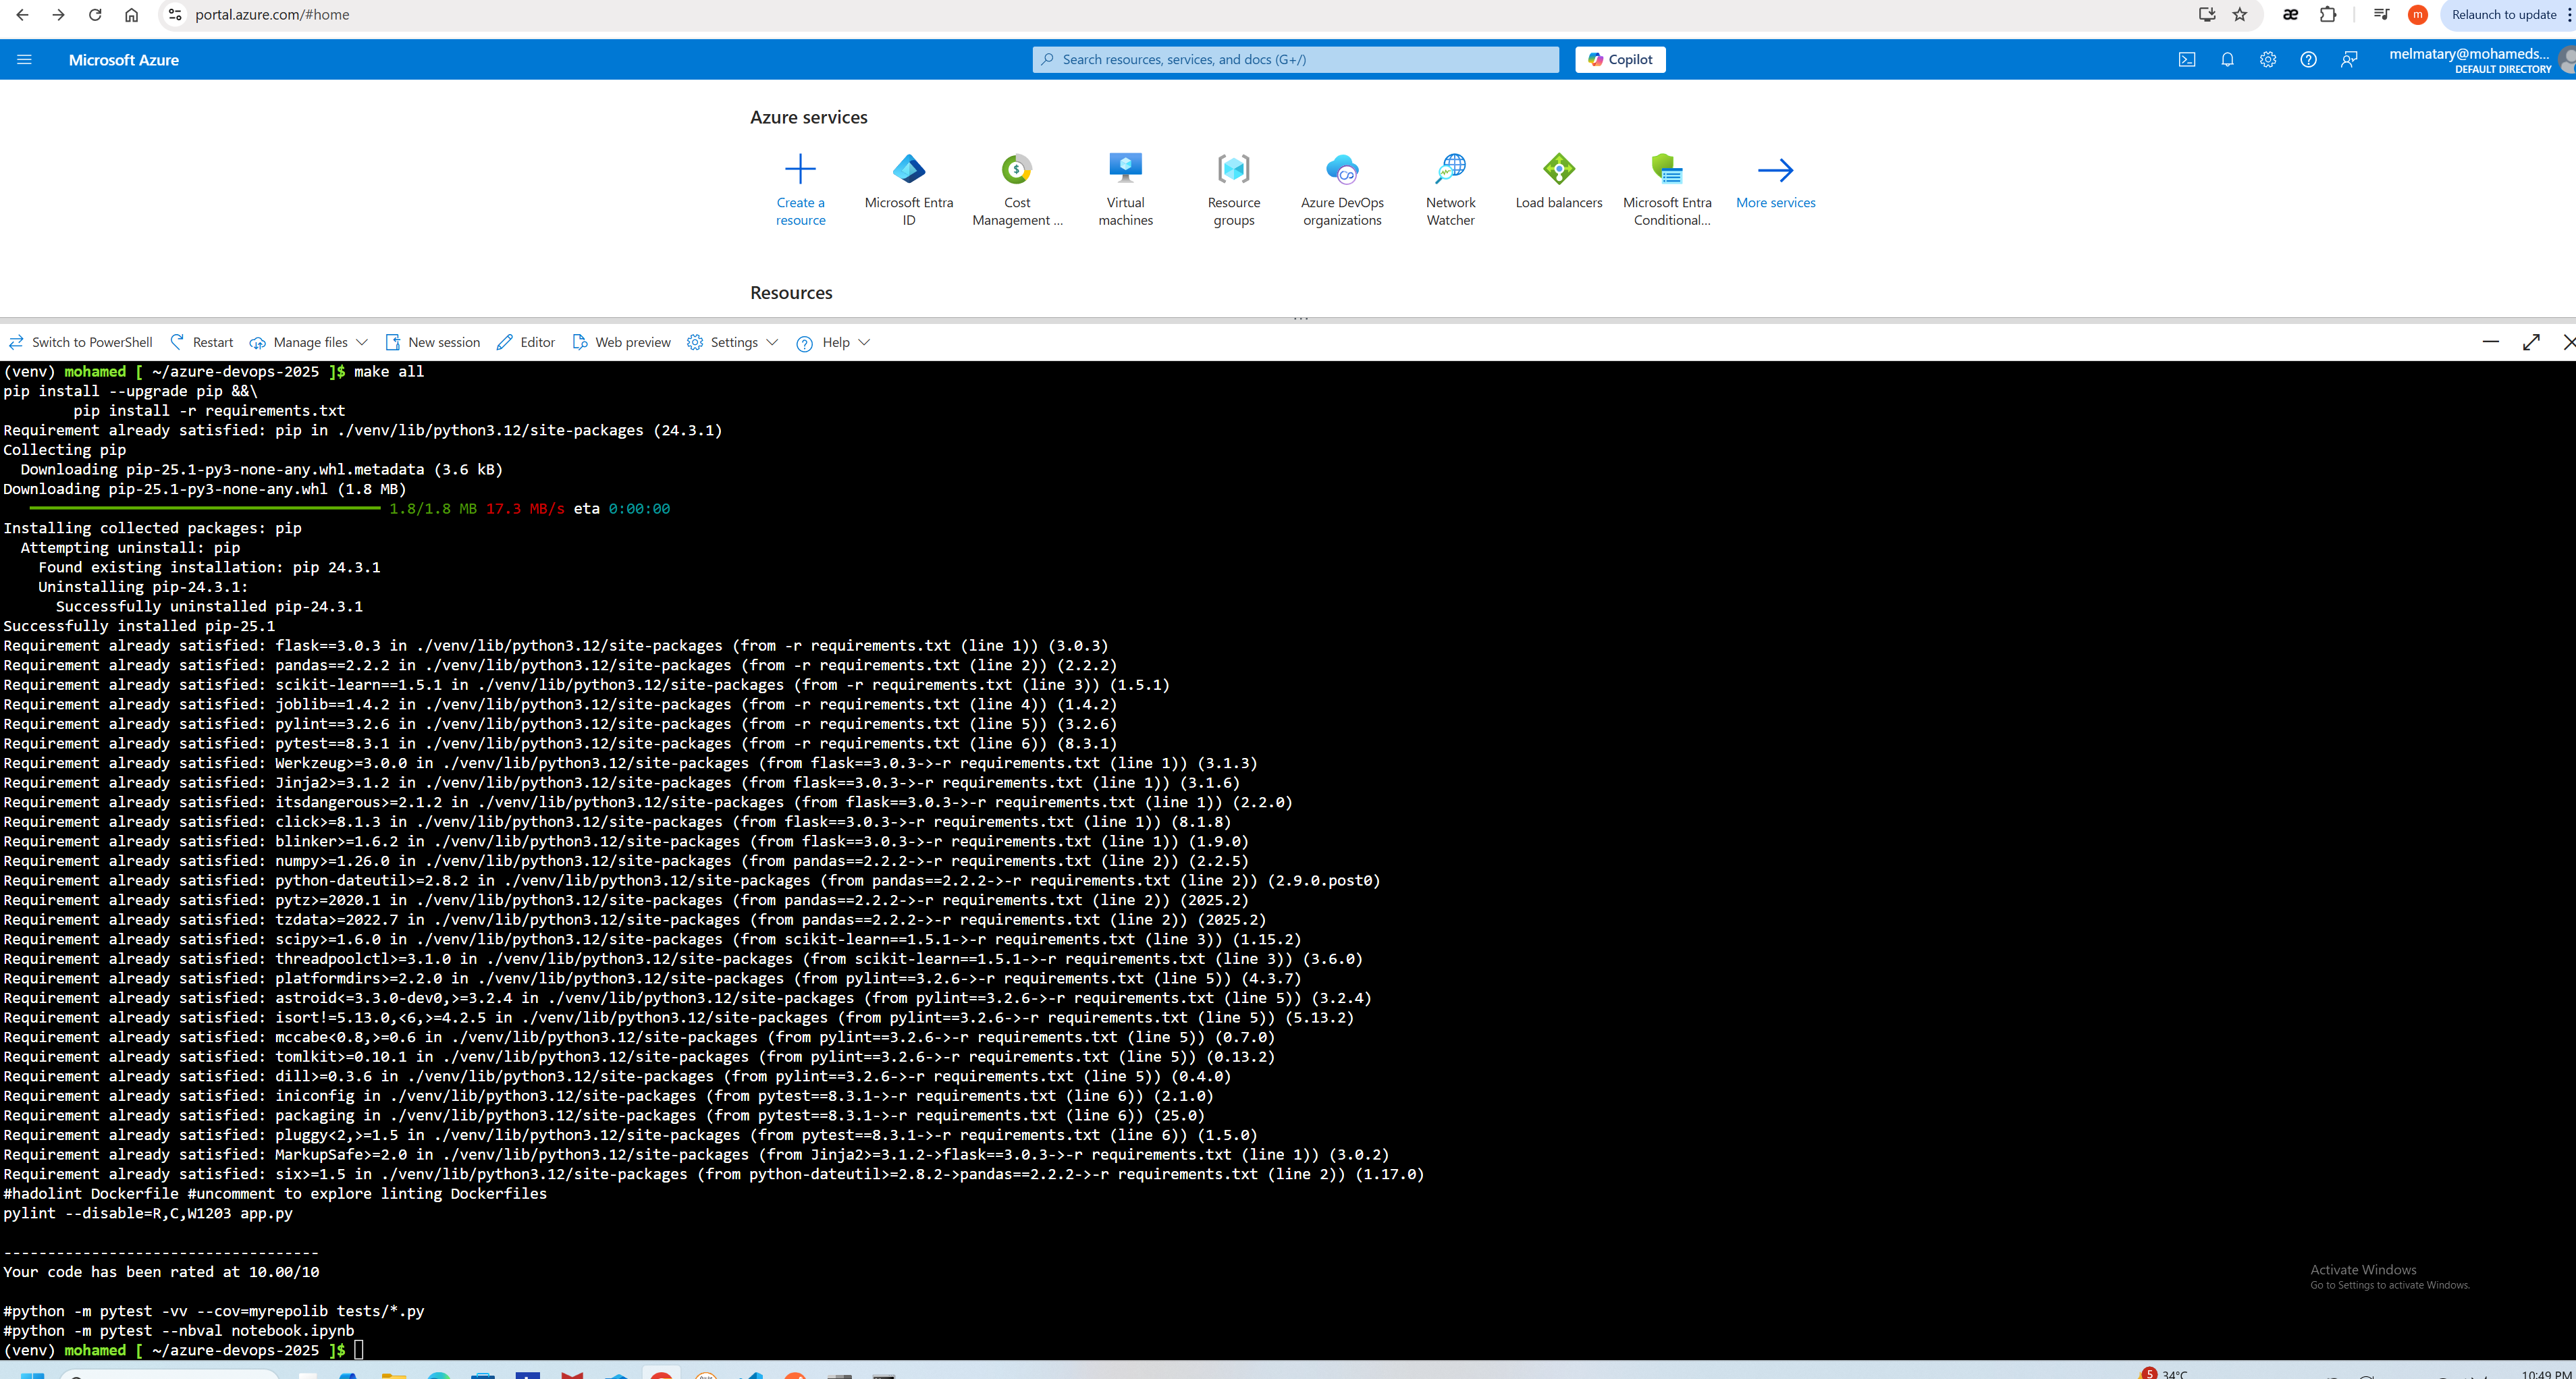 portal.azure.com/#home
m
Relaunch to update
Microsoft Azure
Search resources, services, and docs (G+/)
Copilot
melmatary@mohameds...
DEFAULT DIRECTORY
Azure services
Create a resource
Microsoft Entra ID
Cost Management ...
Virtual machines
Resource groups
Azure DevOps organizations
Network Watcher
Load balancers
Microsoft Entra Conditional...
More services
Resources
Switch to PowerShell
Restart
Manage files
New session
Editor
Web preview
Settings
Help
(venv) mohamed [ ~/azure-devops-2025 ]$ make all
pip install --upgrade pip &&\
pip install -r requirements.txt
Requirement already satisfied: pip in ./venv/lib/python3.12/site-packages (24.3.1)
Collecting pip
Downloading pip-25.1-py3-none-any.whl.metadata (3.6 kB)
Downloading pip-25.1-py3-none-any.whl (1.8 MB)
1.8/1.8 MB 17.3 MB/s eta 0:00:00
Installing collected packages: pip
Attempting uninstall: pip
Found existing installation: pip 24.3.1
Uninstalling pip-24.3.1:
Successfully uninstalled pip-24.3.1
Successfully installed pip-25.1
Requirement already satisfied: flask==3.0.3 in ./venv/lib/python3.12/site-packages (from -r requirements.txt (line 1)) (3.0.3)
Requirement already satisfied: pandas==2.2.2 in ./venv/lib/python3.12/site-packages (from -r requirements.txt (line 2)) (2.2.2)
Requirement already satisfied: scikit-learn==1.5.1 in ./venv/lib/python3.12/site-packages (from -r requirements.txt (line 3)) (1.5.1)
Requirement already satisfied: joblib==1.4.2 in ./venv/lib/python3.12/site-packages (from -r requirements.txt (line 4)) (1.4.2)
Requirement already satisfied: pylint==3.2.6 in ./venv/lib/python3.12/site-packages (from -r requirements.txt (line 5)) (3.2.6)
Requirement already satisfied: pytest==8.3.1 in ./venv/lib/python3.12/site-packages (from -r requirements.txt (line 6)) (8.3.1)
Requirement already satisfied: Werkzeug>=3.0.0 in ./venv/lib/python3.12/site-packages (from flask==3.0.3->-r requirements.txt (line 1)) (3.1.3)
Requirement already satisfied: Jinja2>=3.1.2 in ./venv/lib/python3.12/site-packages (from flask==3.0.3->-r requirements.txt (line 1)) (3.1.6)
Requirement already satisfied: itsdangerous>=2.1.2 in ./venv/lib/python3.12/site-packages (from flask==3.0.3->-r requirements.txt (line 1)) (2.2.0)
Requirement already satisfied: click>=8.1.3 in ./venv/lib/python3.12/site-packages (from flask==3.0.3->-r requirements.txt (line 1)) (8.1.8)
Requirement already satisfied: blinker>=1.6.2 in ./venv/lib/python3.12/site-packages (from flask==3.0.3->-r requirements.txt (line 1)) (1.9.0)
Requirement already satisfied: numpy>=1.26.0 in ./venv/lib/python3.12/site-packages (from pandas==2.2.2->-r requirements.txt (line 2)) (2.2.5)
Requirement already satisfied: python-dateutil>=2.8.2 in ./venv/lib/python3.12/site-packages (from pandas==2.2.2->-r requirements.txt (line 2)) (2.9.0.post0)
Requirement already satisfied: pytz>=2020.1 in ./venv/lib/python3.12/site-packages (from pandas==2.2.2->-r requirements.txt (line 2)) (2025.2)
Requirement already satisfied: tzdata>=2022.7 in ./venv/lib/python3.12/site-packages (from pandas==2.2.2->-r requirements.txt (line 2)) (2025.2)
Requirement already satisfied: scipy>=1.6.0 in ./venv/lib/python3.12/site-packages (from scikit-learn==1.5.1->-r requirements.txt (line 3)) (1.15.2)
Requirement already satisfied: threadpoolctl>=3.1.0 in ./venv/lib/python3.12/site-packages (from scikit-learn==1.5.1->-r requirements.txt (line 3)) (3.6.0)
Requirement already satisfied: platformdirs>=2.2.0 in ./venv/lib/python3.12/site-packages (from pylint==3.2.6->-r requirements.txt (line 5)) (4.3.7)
Requirement already satisfied: astroid<=3.3.0-dev0,>=3.2.4 in ./venv/lib/python3.12/site-packages (from pylint==3.2.6->-r requirements.txt (line 5)) (3.2.4)
Requirement already satisfied: isort!=5.13.0,<6,>=4.2.5 in ./venv/lib/python3.12/site-packages (from pylint==3.2.6->-r requirements.txt (line 5)) (5.13.2)
Requirement already satisfied: mccabe<0.8,>=0.6 in ./venv/lib/python3.12/site-packages (from pylint==3.2.6->-r requirements.txt (line 5)) (0.7.0)
Requirement already satisfied: tomlkit>=0.10.1 in ./venv/lib/python3.12/site-packages (from pylint==3.2.6->-r requirements.txt (line 5)) (0.13.2)
Requirement already satisfied: dill>=0.3.6 in ./venv/lib/python3.12/site-packages (from pylint==3.2.6->-r requirements.txt (line 5)) (0.4.0)
Requirement already satisfied: iniconfig in ./venv/lib/python3.12/site-packages (from pytest==8.3.1->-r requirements.txt (line 6)) (2.1.0)
Requirement already satisfied: packaging in ./venv/lib/python3.12/site-packages (from pytest==8.3.1->-r requirements.txt (line 6)) (25.0)
Requirement already satisfied: pluggy<2,>=1.5 in ./venv/lib/python3.12/site-packages (from pytest==8.3.1->-r requirements.txt (line 6)) (1.5.0)
Requirement already satisfied: MarkupSafe>=2.0 in ./venv/lib/python3.12/site-packages (from Jinja2>=3.1.2->flask==3.0.3->-r requirements.txt (line 1)) (3.0.2)
Requirement already satisfied: six>=1.5 in ./venv/lib/python3.12/site-packages (from python-dateutil>=2.8.2->pandas==2.2.2->-r requirements.txt (line 2)) (1.17.0)
#hadolint Dockerfile #uncomment to explore linting Dockerfiles
pylint --disable=R,C,W1203 app.py
------------------------------------
Your code has been rated at 10.00/10
#python -m pytest -vv --cov=myrepolib tests/*.py
#python -m pytest --nbval notebook.ipynb
(venv) mohamed [ ~/azure-devops-2025 ]$
Activate Windows
Go to Settings to activate Windows.
5
34°C
10:49 PM